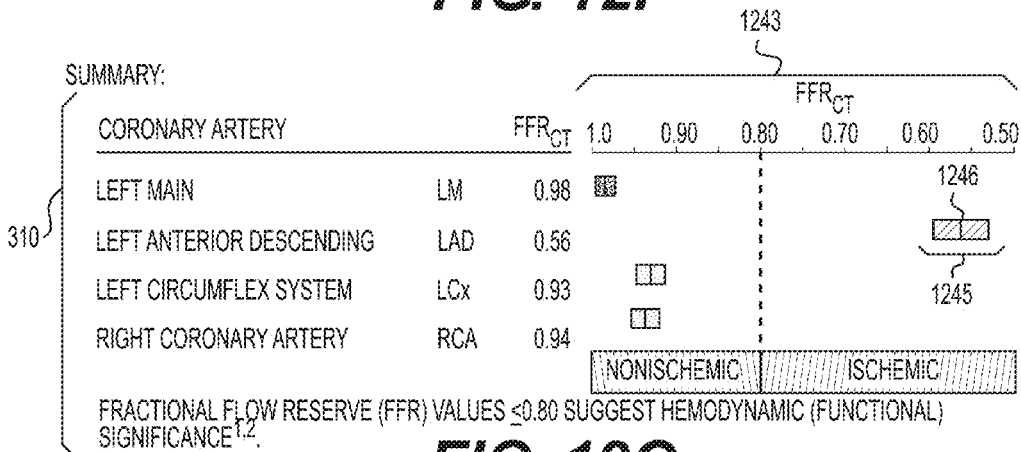 1243
SUMMARY:
FFRCT
CORONARY ARTERY FFRCT 1.0 0.90 0.80 0.70 0.60 0.50
LEFT MAIN LM 0.98
1246
310
LEFT ANTERIOR DESCENDING LAD 0.56
LEFT CIRCUMFLEX SYSTEM LCx 0.93
1245
RIGHT CORONARY ARTERY RCA 0.94
NONISCHEMIC ISCHEMIC
FRACTIONAL FLOW RESERVE (FFR) VALUES ≤0.80 SUGGEST HEMODYNAMIC (FUNCTIONAL)
SIGNIFICANCE1,2.